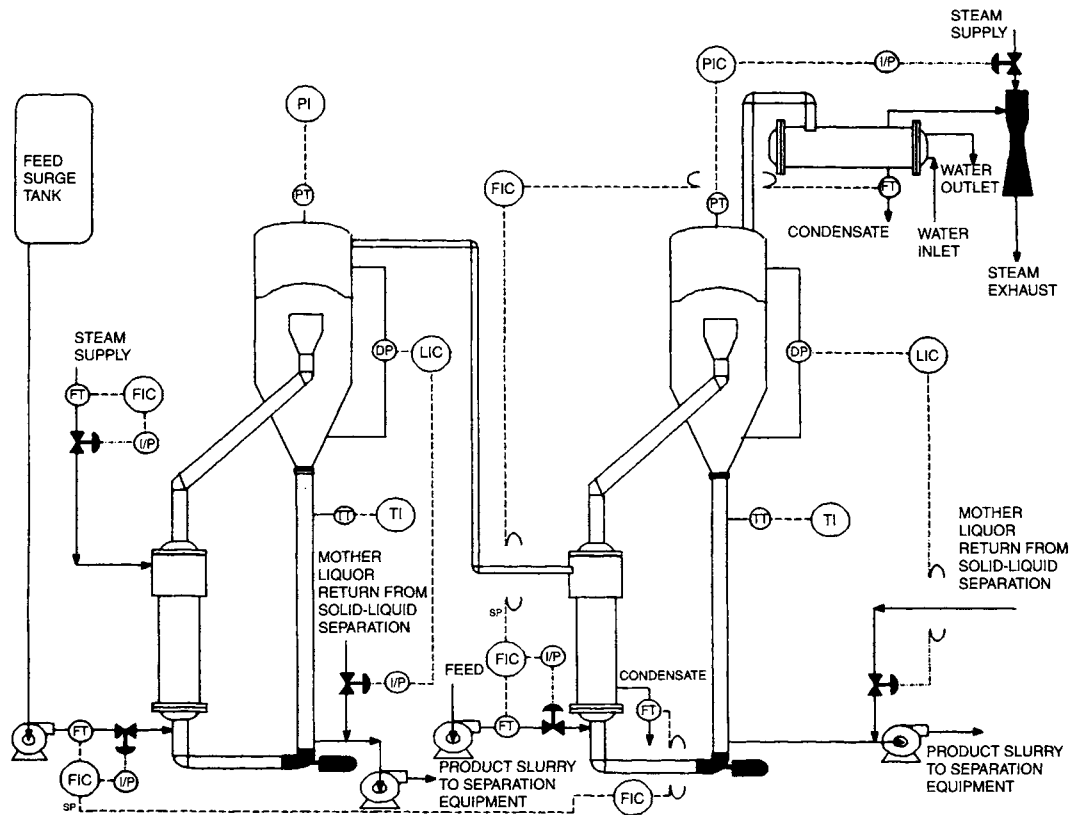 STEAM
SUPPLY
PIC
I/P
PI
FEED
SURGE
TANK
PT
FIC
PT
FT
WATER
OUTLET
CONDENSATE
WATER
INLET
STEAM
EXHAUST
STEAM
SUPPLY
FT
FIC
I/P
DP
LIC
DP
LIC
TT
TI
TT
TI
MOTHER
LIQUOR
RETURN FROM
SOLID-LIQUID
SEPARATION
MOTHER
LIQUOR
RETURN FROM
SOLID-LIQUID
SEPARATION
SP
FIC
I/P
FEED
FT
CONDENSATE
FT
I/P
FT
FIC
I/P
SP
PRODUCT SLURRY
TO SEPARATION
EQUIPMENT
FIC
PRODUCT SLURRY
TO SEPARATION
EQUIPMENT